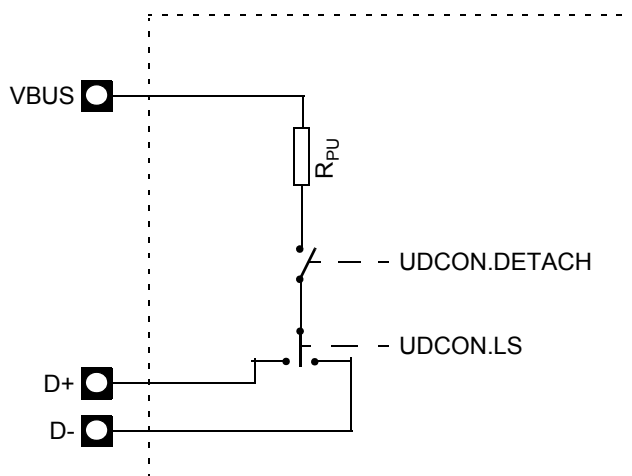 VBUS
RPU
UDCON.DETACH
UDCON.LS
D+
D-